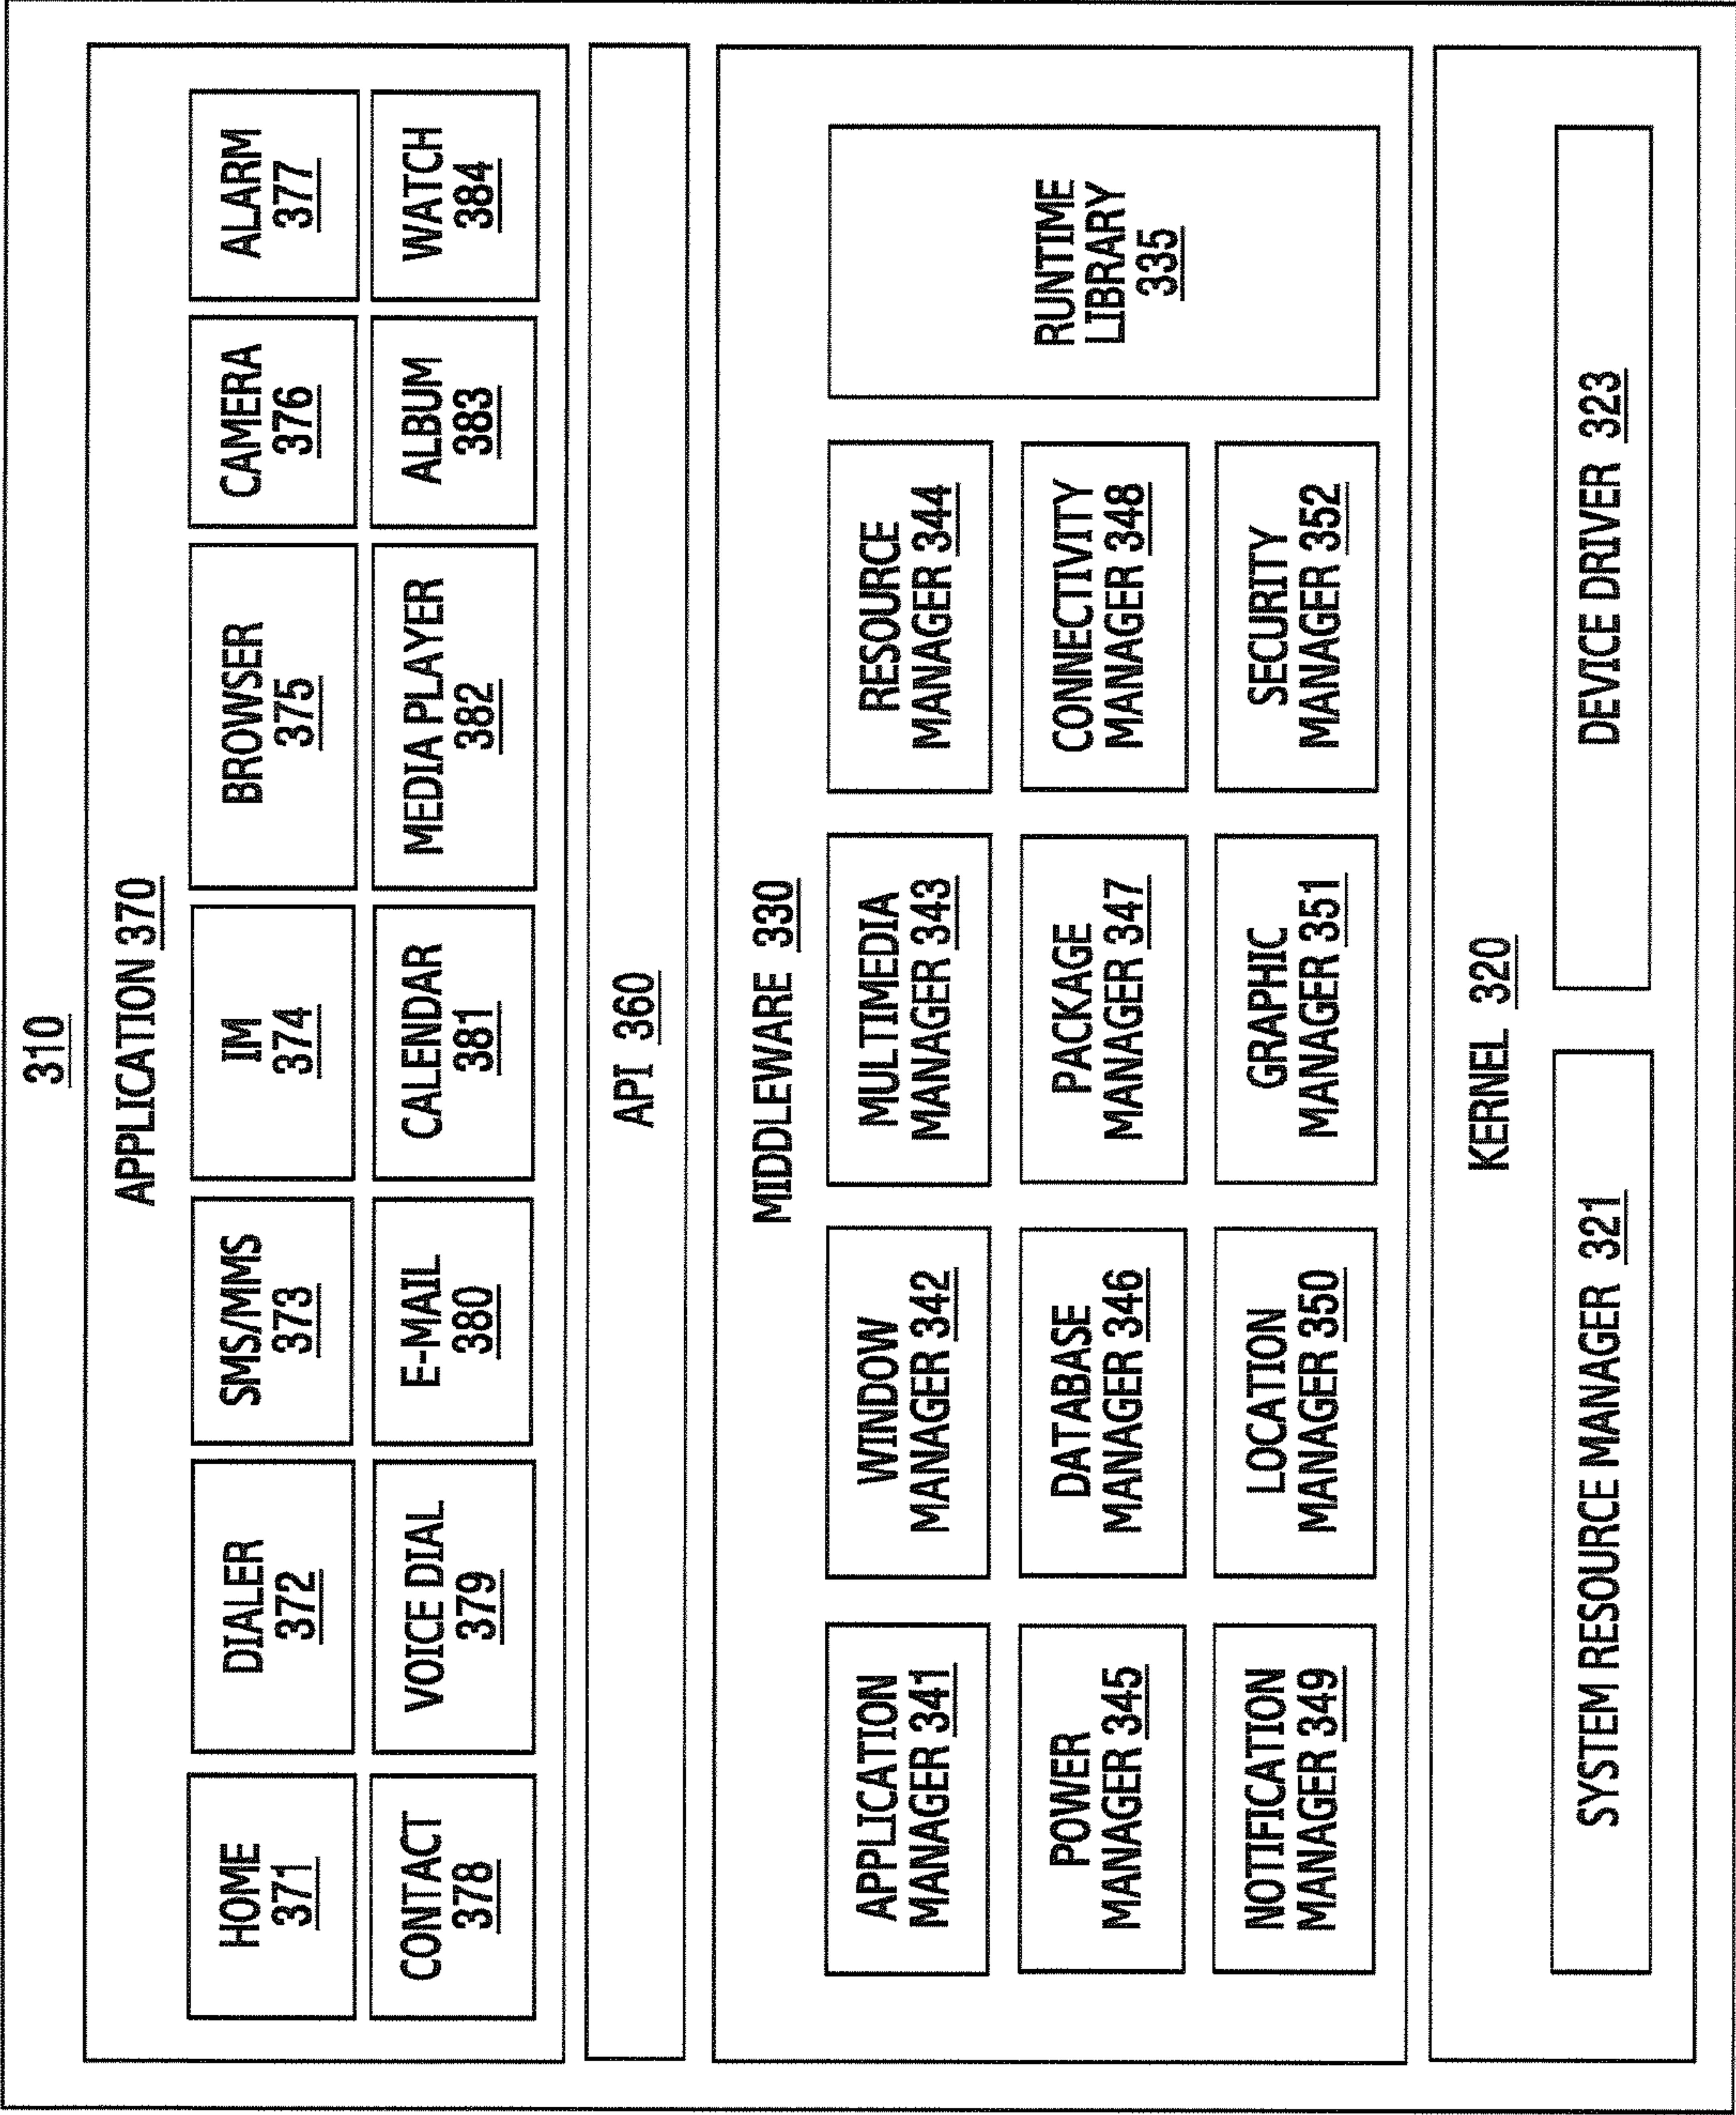 310
APPLICATION 370
HOME
371
DIALER
372
SMS/MMS
373
IM
374
BROWSER
375
CAMERA
376
ALARM
377
CONTACT
378
VOICE DIAL
379
E-MAIL
380
CALENDAR
381
MEDIA PLAYER
382
ALBUM
383
WATCH
384
API 360
MIDDLEWARE 330
APPLICATION
MANAGER 341
WINDOW
MANAGER 342
MULTIMEDIA
MANAGER 343
RESOURCE
MANAGER 344
POWER
MANAGER 345
DATABASE
MANAGER 346
PACKAGE
MANAGER 347
CONNECTIVITY
MANAGER 348
NOTIFICATION
MANAGER 349
LOCATION
MANAGER 350
GRAPHIC
MANAGER 351
SECURITY
MANAGER 352
RUNTIME
LIBRARY
335
KERNEL 320
SYSTEM RESOURCE MANAGER 321
DEVICE DRIVER 323